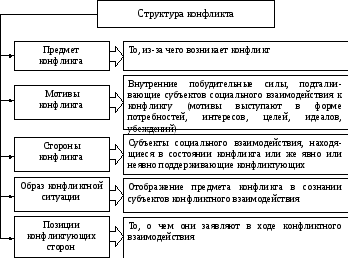 Структура конфликта
Предмет
конфликта
То, из-за чего возникает конфликт
Мотивы
конфликта
Внутренние побудительные силы, подталки-
вающие субъектов социального взаимодействия к
конфликту (мотивы выступают в форме
потребностей, интересов, целей, идеалов,
убеждений)
Стороны
конфликта
Субъекты социального взаимодействия, находя-
щиеся в состоянии конфликта или же явно или
неявно поддерживающие конфликтующих
Образ конфликтной
ситуации
Отображение предмета конфликта в сознании
субъектов конфликтного взаимодействия
Позиции
конфликтующих
сторон
То, о чем они заявляют в ходе конфликтного
взаимодействия